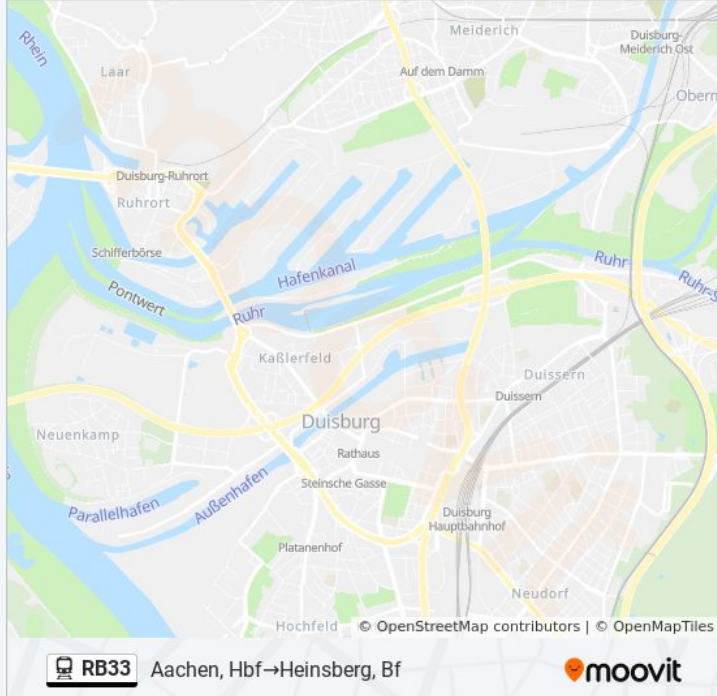 Meiderich
Duisburg-
Meiderich Ost
Rhein
Laar
Auf dem Damm
Oberm
Duisburg-Ruhrort
Ruhrort
Schifferbörse
Hafenkanal
Ruhr
Ruhr-S
Pontwert
Ruhr
Kaßlerfeld
Duissern
Duissern
Duisburg
Neuenkamp
Rathaus
Steinsche Gasse
Außenhafen
Parallelhafen
Duisburg
Hauptbahnhof
Platanenhof
Neudorf
Hochfeld
© OpenStreetMap contributors | © OpenMapTiles
RB33 Aachen, Hbf→Heinsberg, Bf
moovit